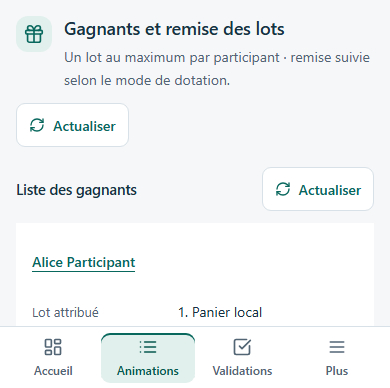 Gagnants et remise des lots
Un lot au maximum par participant · remise suivie
selon le mode de dotation.
Actualiser
Liste des gagnants
Actualiser
Alice Participant
Lot attribué
1. Panier local
Accueil
Animations
Validations
Plus